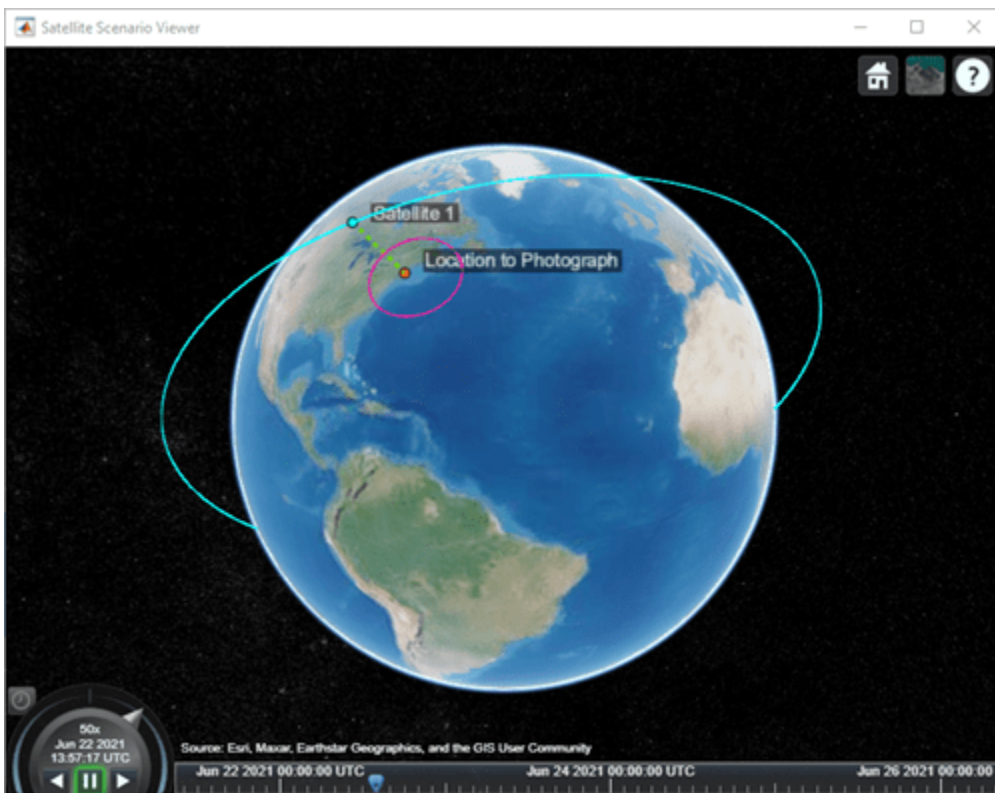 Satellite Scenario Viewer
?
Satellite 1
Location to Photograph
50x
Jun 22 2021
13:57:17 UTC
Source: Esri, Maxar, Earthstar Geographics, and the GIS User Community
Jun 22 2021 00:00:00 UTC
Jun 24 2021 00:00:00 UTC
Jun 26 2021 00:00:00